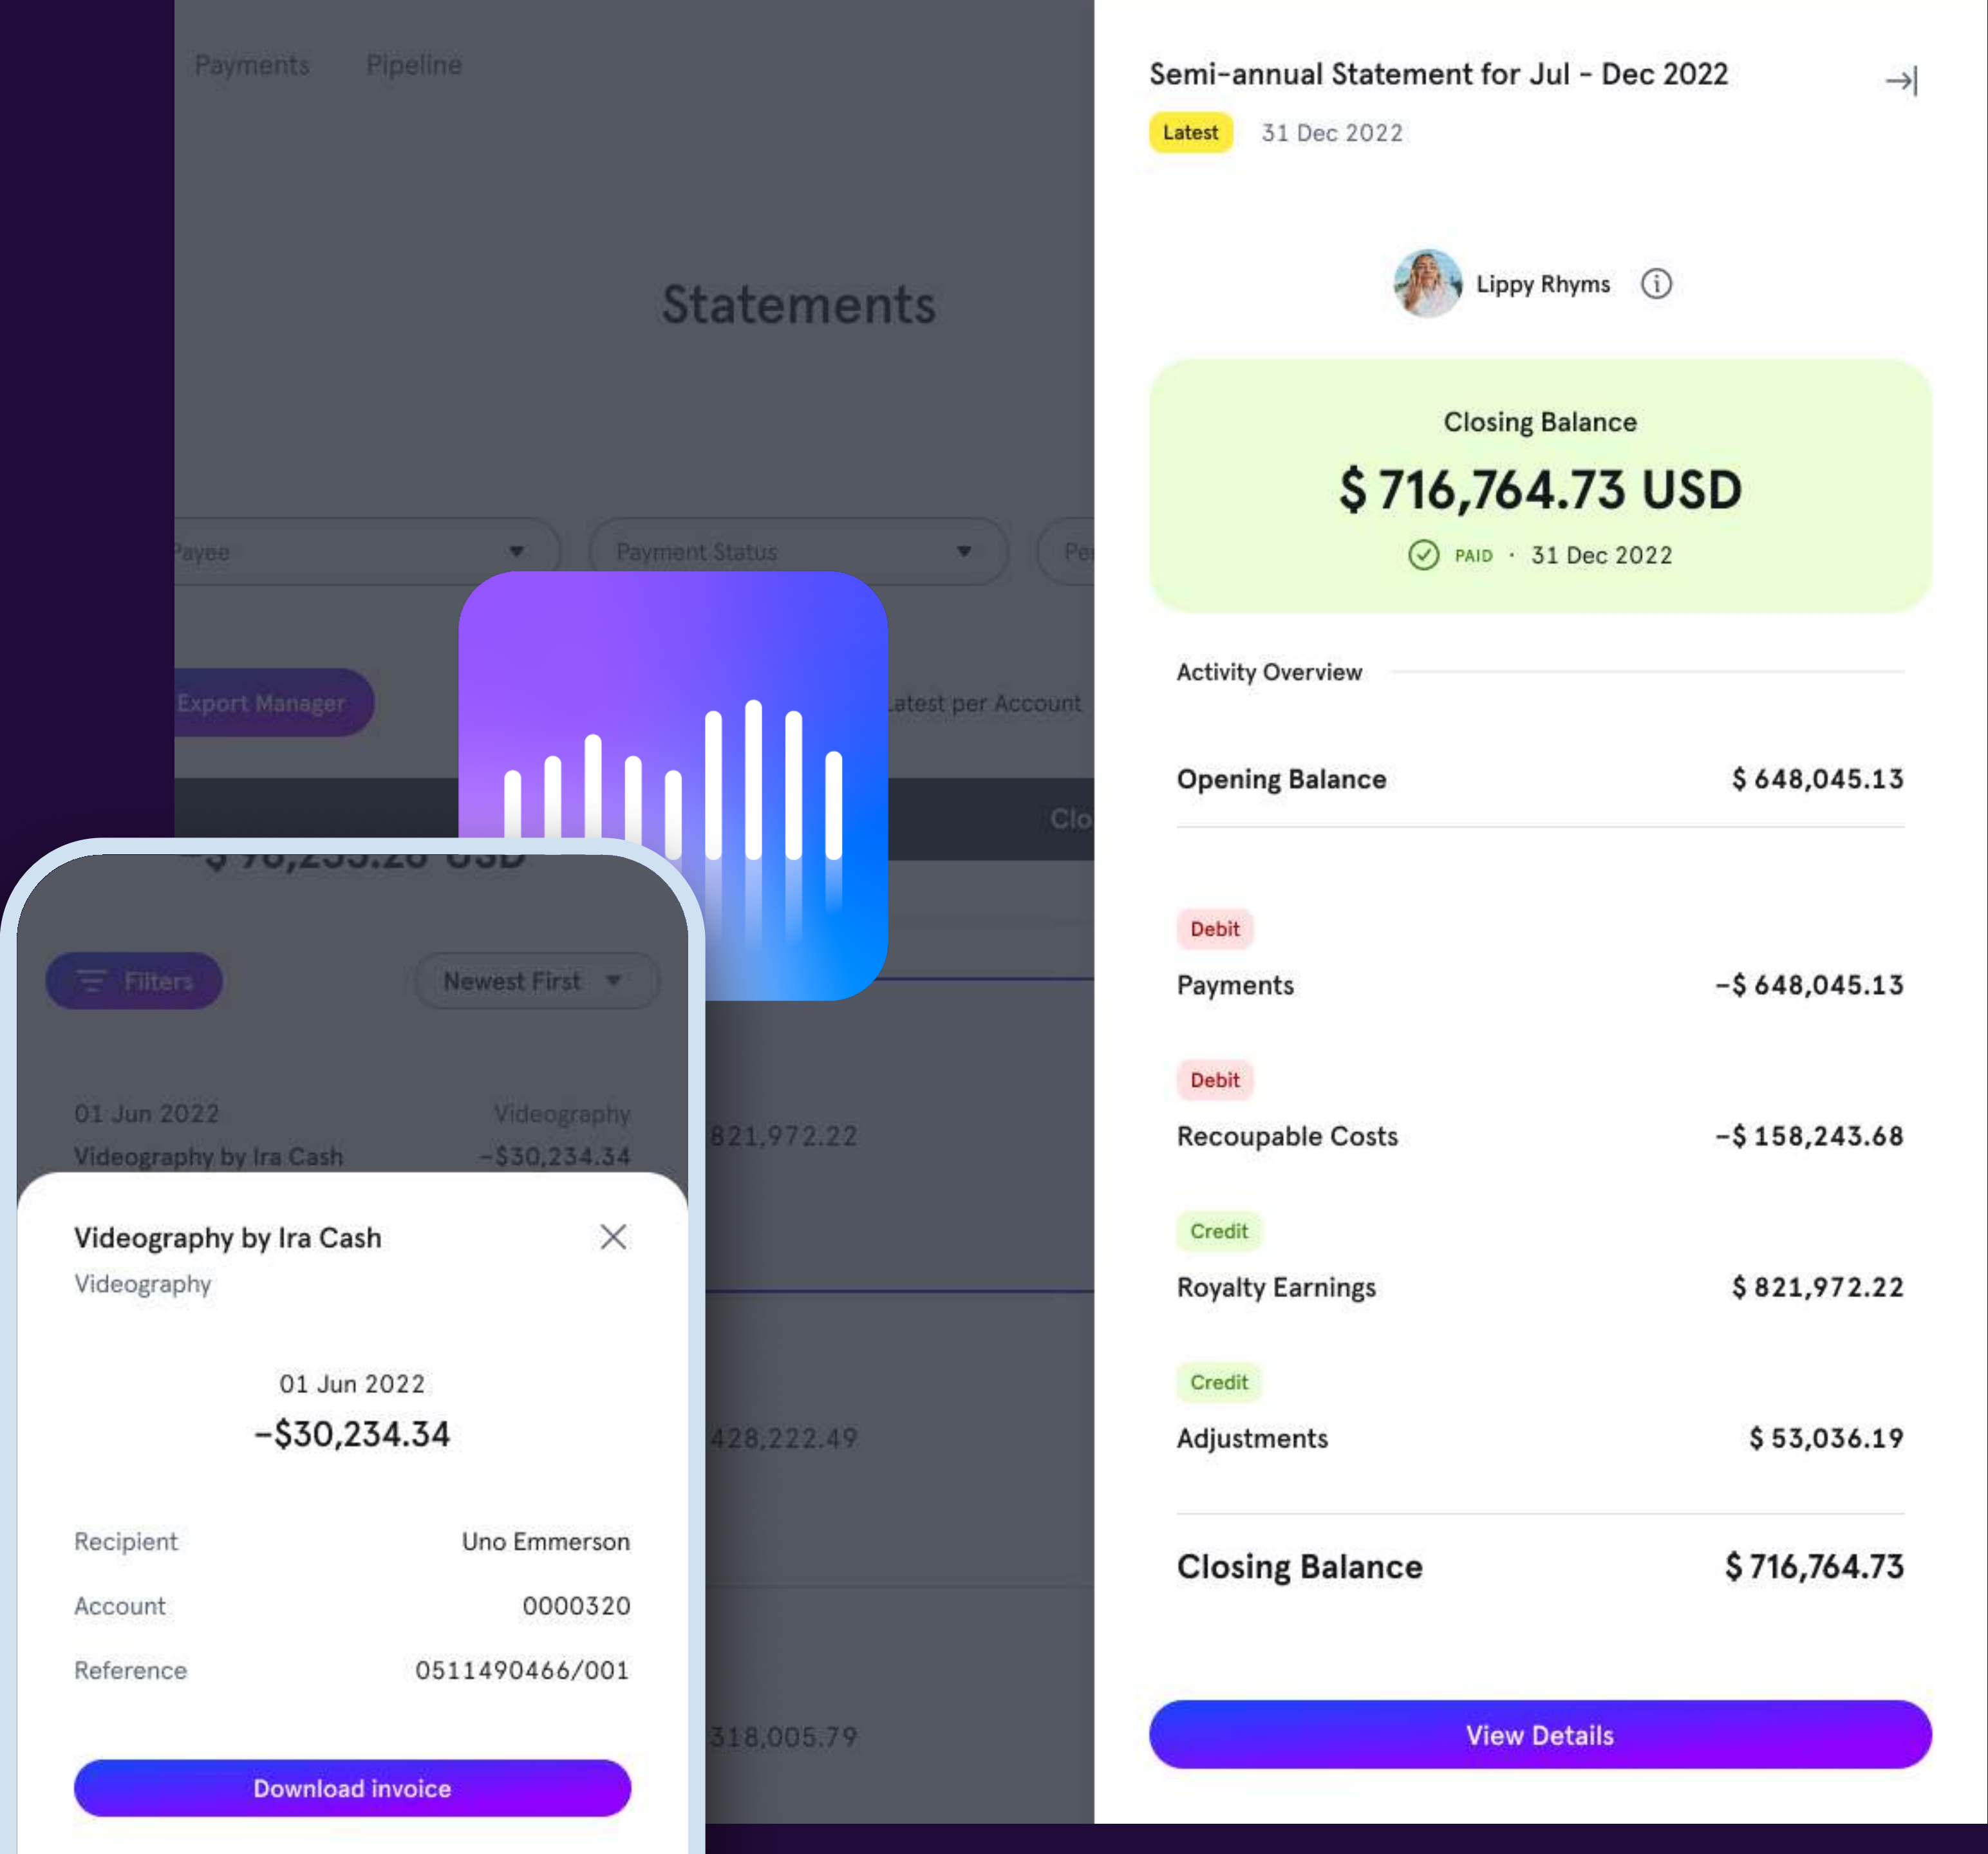 Payments Pipeline
Statements
Payee
Payment Status
Export Manager
Latest per Account
821,972.22
428,222.49
318,005.79
Semi-annual Statement for Jul - Dec 2022
Latest 31 Dec 2022
Lippy Rhyms
Closing Balance
$ 716,764.73 USD
PAID · 31 Dec 2022
Activity Overview
Opening Balance $ 648,045.13
Debit
Payments -$ 648,045.13
Debit
Recoupable Costs -$ 158,243.68
Credit
Royalty Earnings $ 821,972.22
Credit
Adjustments $ 53,036.19
Closing Balance $ 716,764.73
View Details
USD
Filters Newest First
01 Jun 2022 Videography
Videography by Ira Cash -$30,234.34
Videography by Ira Cash
Videography
01 Jun 2022
-$30,234.34
Recipient Uno Emmerson
Account 0000320
Reference 0511490466/001
Download invoice